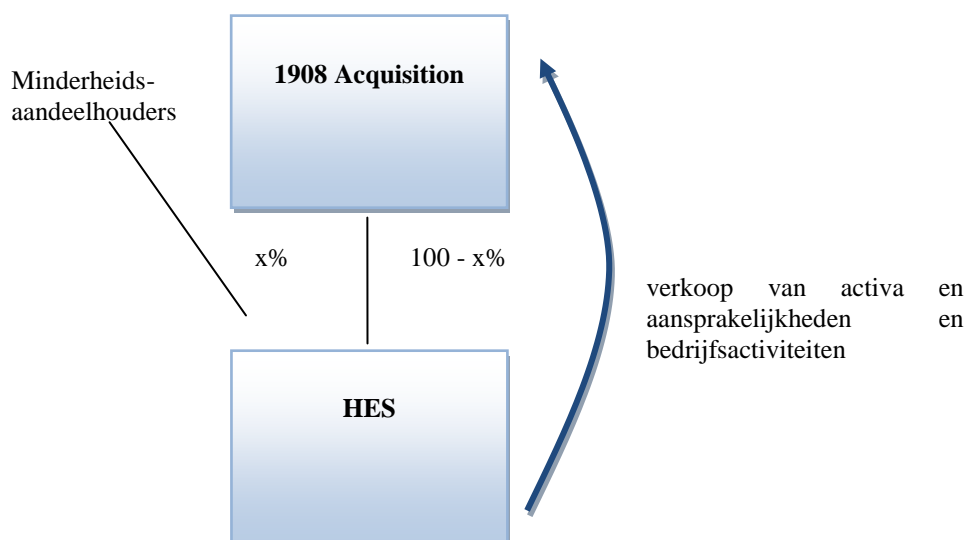 1908 Acquisition
Minderheids-
aandeelhouders
x%
100 - x%
verkoop van activa en
aansprakelijkheden en
bedrijfsactiviteiten
HES